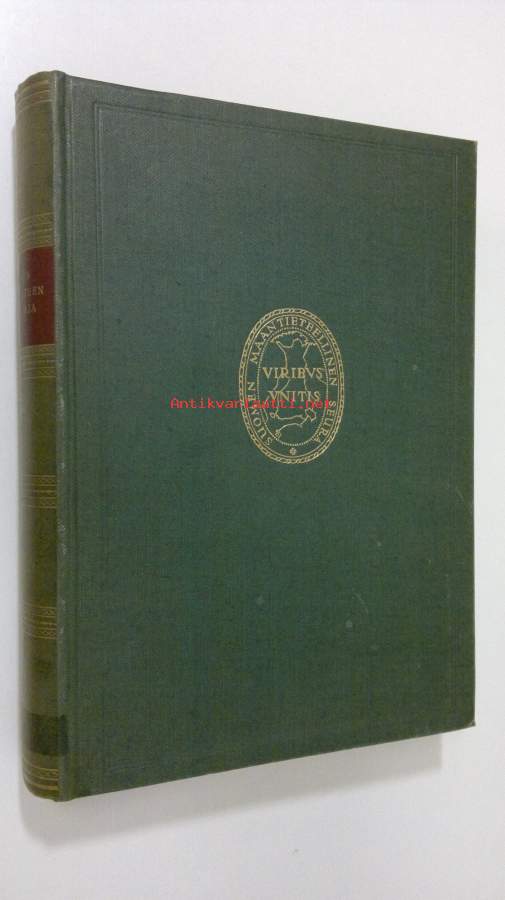 SUOMEN MAANTIETEELLINEN SEURA
VIRIBVS
VNITIS
Antikvariaatti.net